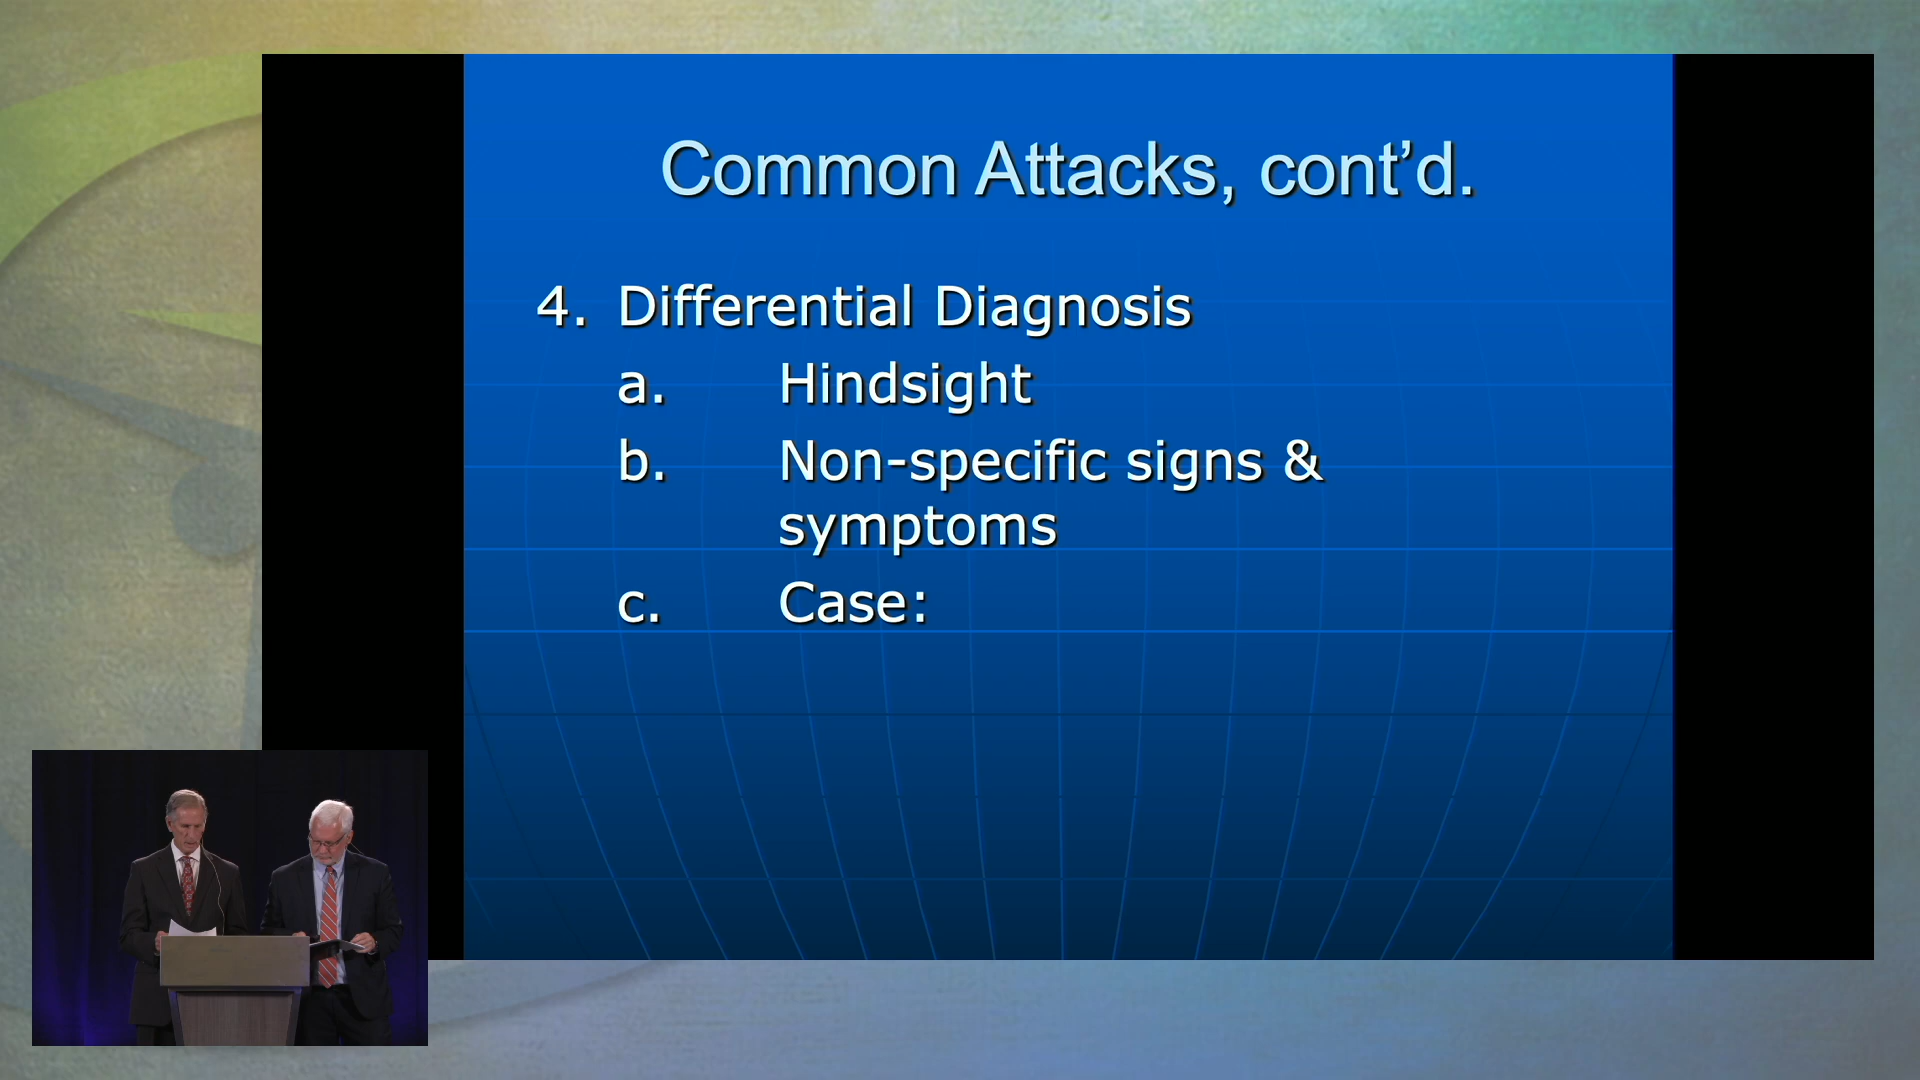 Common Attacks, cont’d.
4. Differential Diagnosis
a. Hindsight
b. Non-specific signs &
symptoms
c. Case: